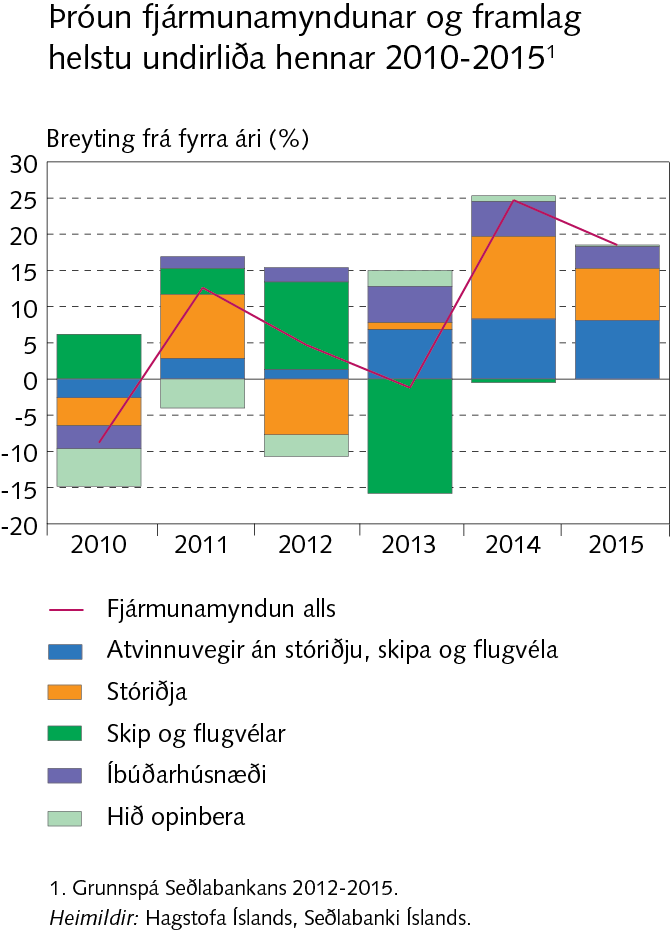 Þróun fjármunamyndunar og framlag
helstu undirliða hennar 2010-2015¹
Breyting frá fyrra ári (%)
30
25
20
15
10
5
0
-5
-10
-15
-20
2010 2011 2012 2013 2014 2015
Fjármunamyndun alls
Atvinnuvegir án stóriðju, skipa og flugvéla
Stóriðja
Skip og flugvélar
Íbúðarhúsnæði
Hið opinbera
1. Grunnspá Seðlabankans 2012-2015.
Heimildir: Hagstofa Íslands, Seðlabanki Íslands.